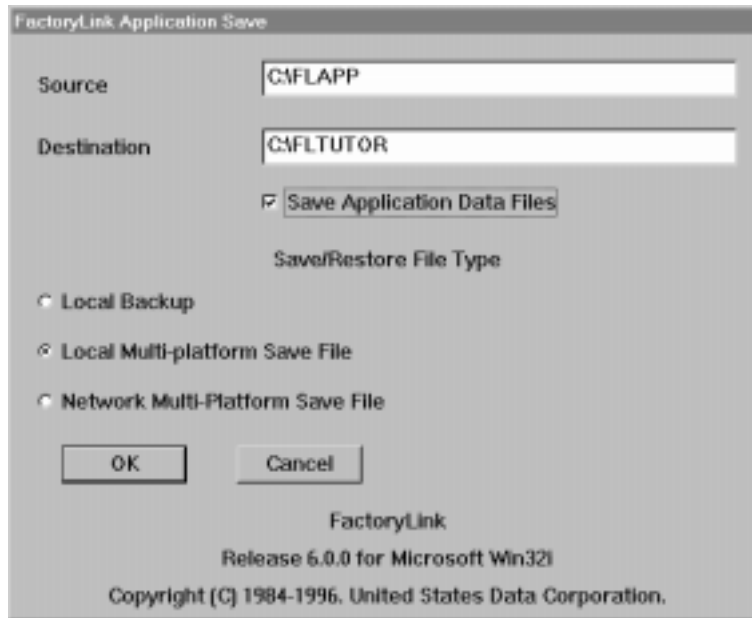 FactoryLink Application Save
Source C:\FLAPP
Destination C:\FLTUTOR
Save Application Data Files
Save/Restore File Type
Local Backup
Local Multi-platform Save File
Network Multi-Platform Save File
OK Cancel
FactoryLink
Release 6.0.0 for Microsoft Win32i
Copyright (C) 1984-1996. United States Data Corporation.